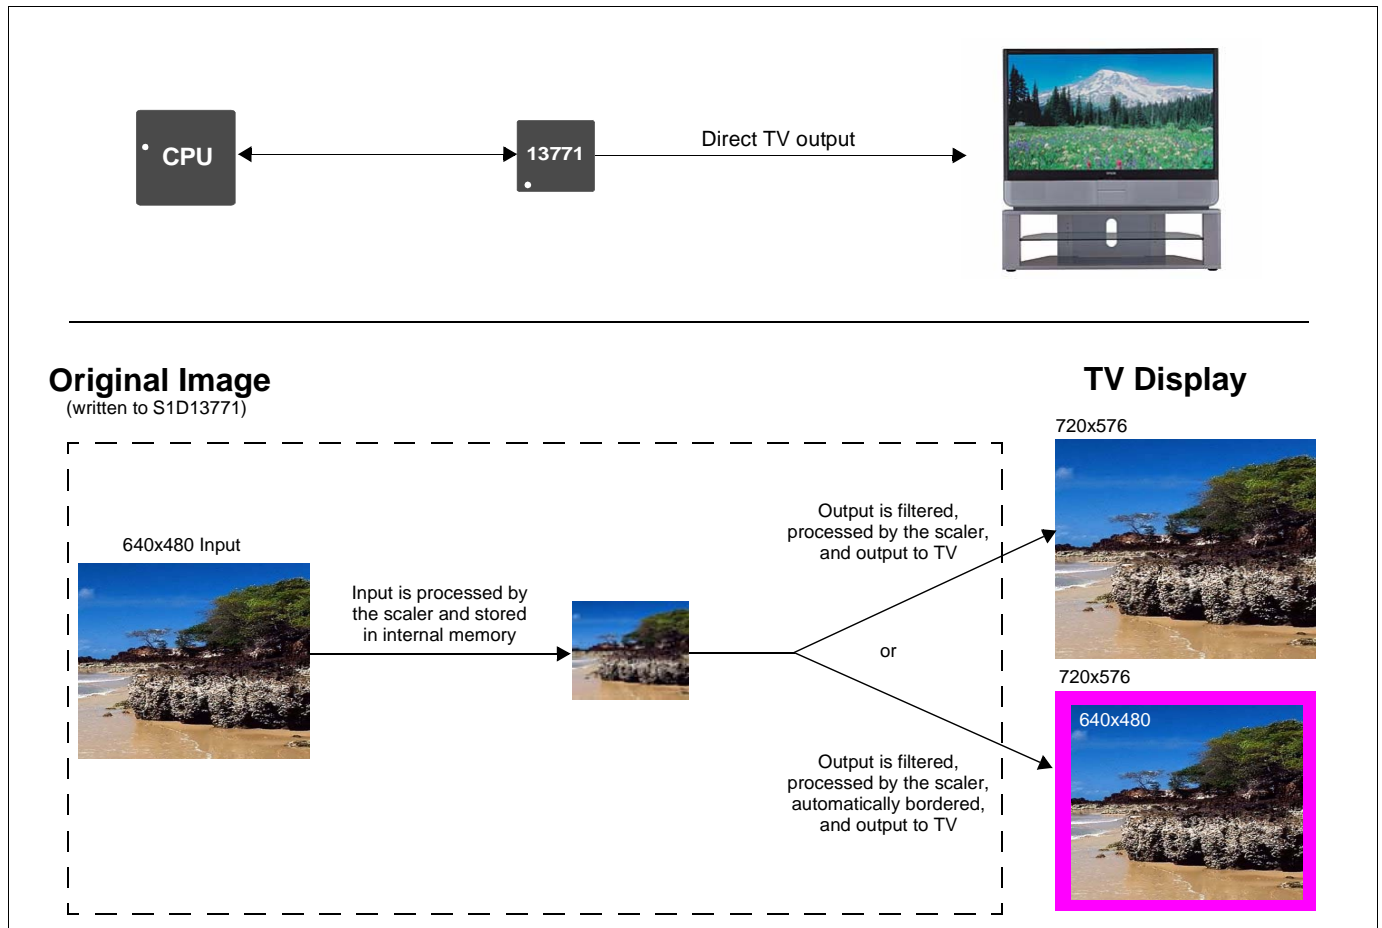 CPU
13771
Direct TV output
Original Image
(written to S1D13771)
TV Display
720x576
640x480 Input
Input is processed by
the scaler and stored
in internal memory
Output is filtered,
processed by the scaler,
and output to TV
or
720x576
640x480
Output is filtered,
processed by the scaler,
automatically bordered,
and output to TV